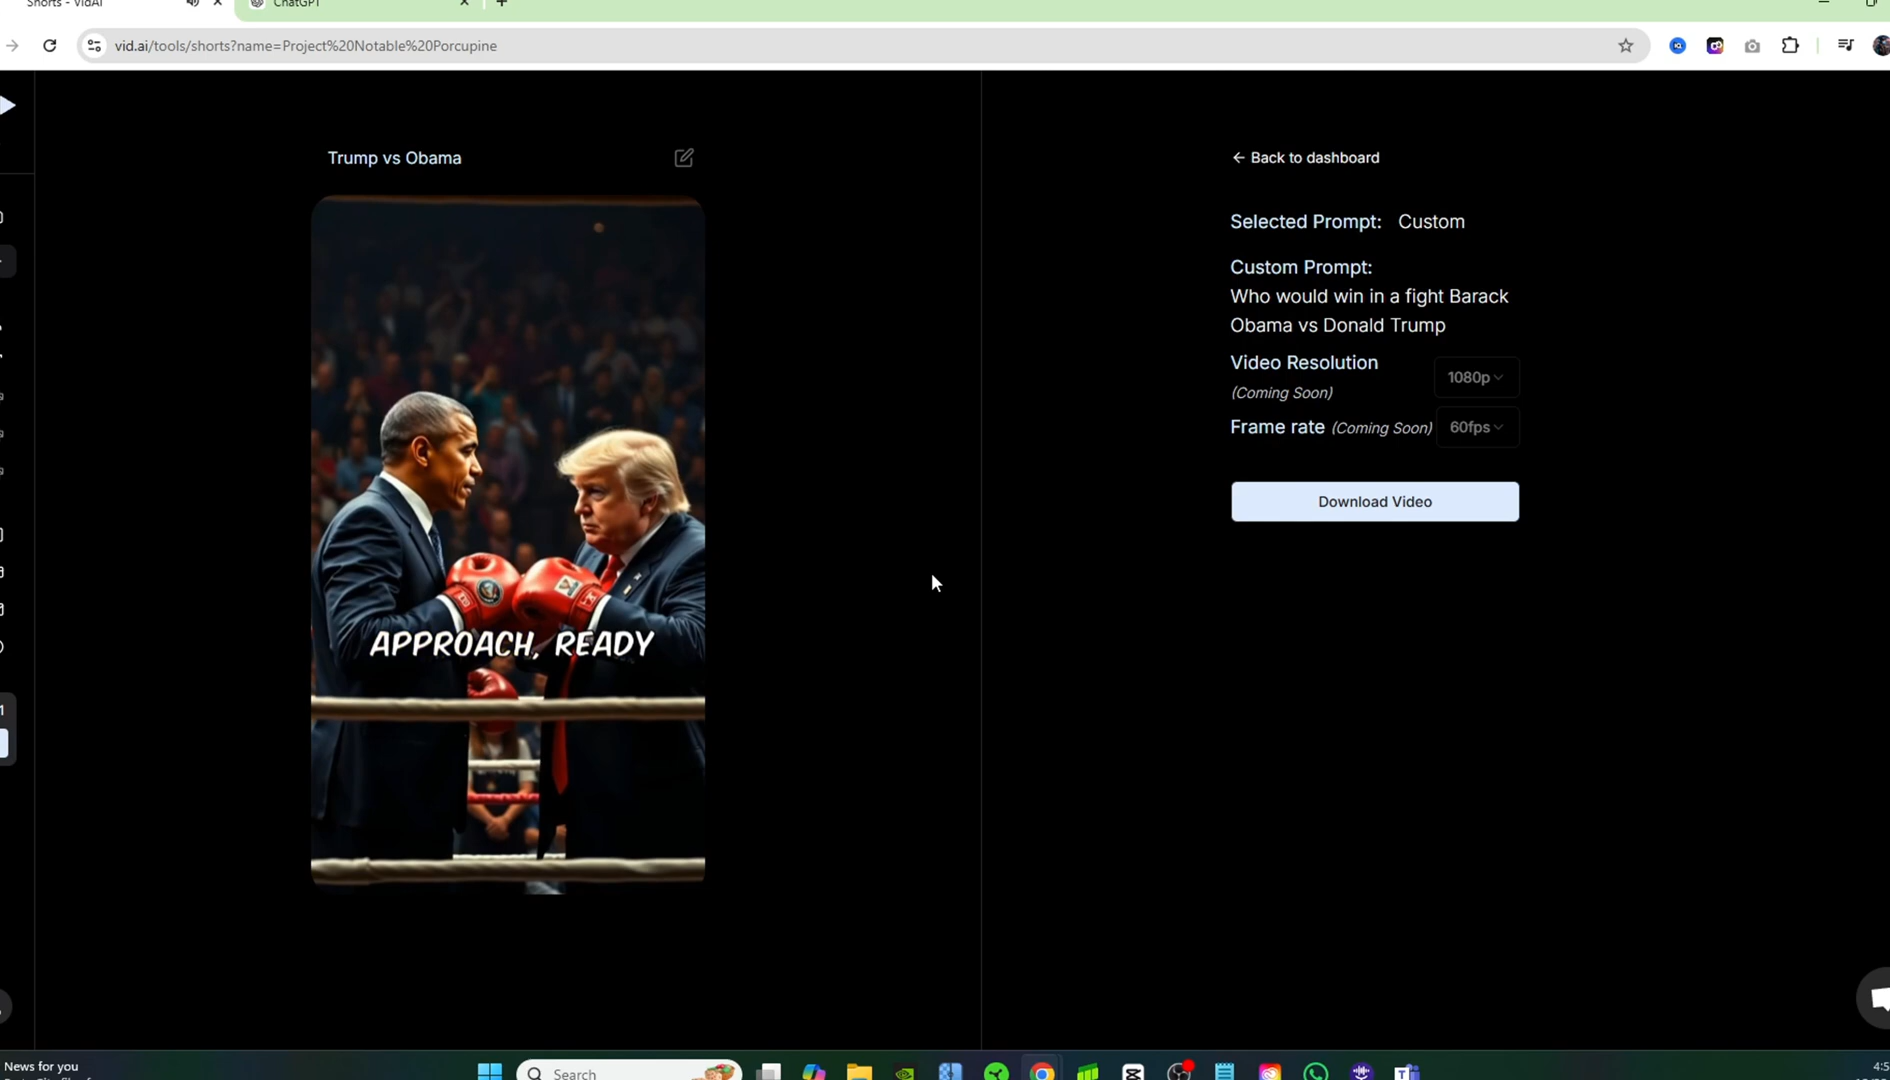 Shorts - VidAI
ChatGPT
vid.ai/tools/shorts?name=Project%20Notable%20Porcupine
Trump vs Obama
APPROACH, READY
← Back to dashboard
Selected Prompt: Custom
Custom Prompt:
Who would win in a fight Barack
Obama vs Donald Trump
Video Resolution
(Coming Soon)
1080p
Frame rate (Coming Soon) 60fps
Download Video
News for you
Search